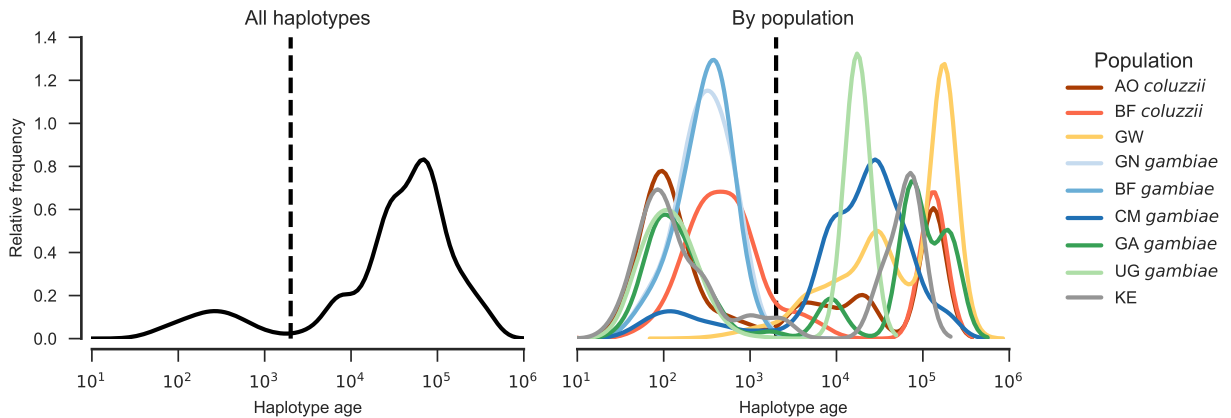 All haplotypes
1.4
1.2
1.0
0.8
0.6
0.4
0.2
0.0
Relative frequency
10¹ 10² 10³ 10⁴ 10⁵ 10⁶
Haplotype age
By population
10¹ 10² 10³ 10⁴ 10⁵ 10⁶
Haplotype age
Population
AO coluzzii
BF coluzzii
GW
GN gambiae
BF gambiae
CM gambiae
GA gambiae
UG gambiae
KE